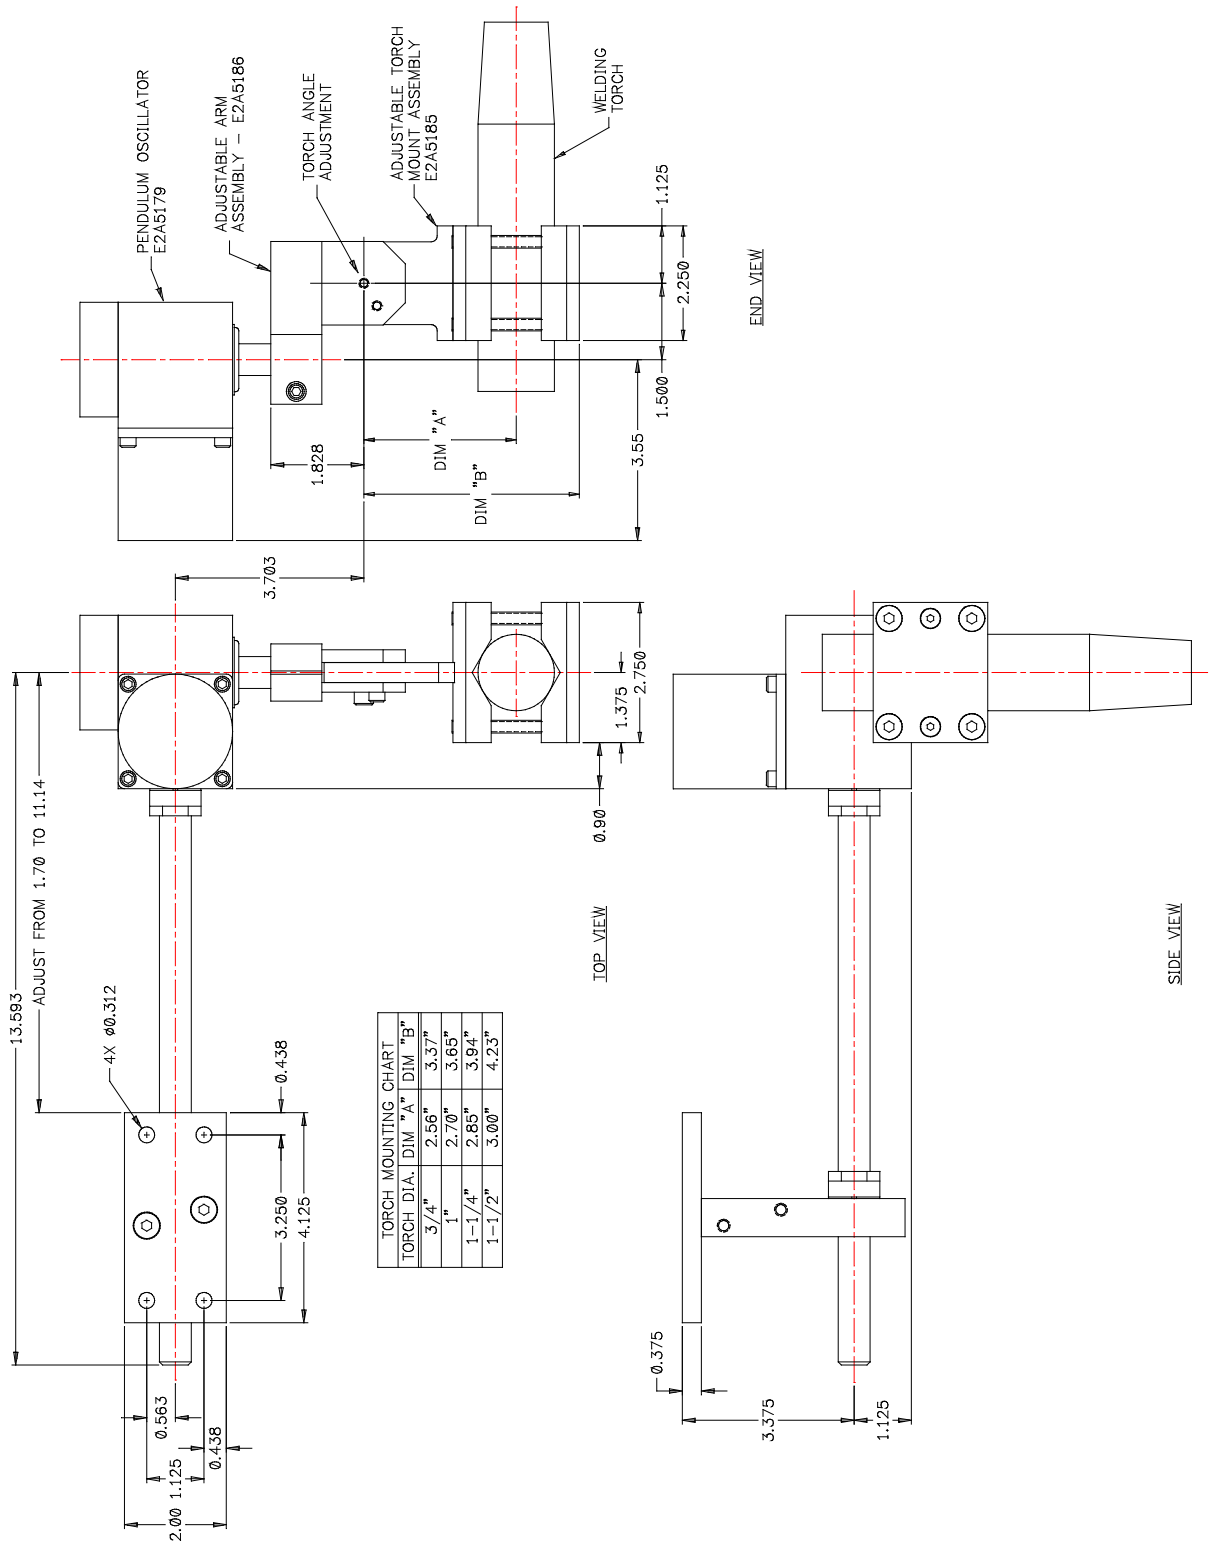 13.593
ADJUST FROM 1.70 TO 11.14
4X ø0.312
0.438
3.250
4.125
0.563
0.438
1.125
2.00
TORCH MOUNTING CHART
TORCH DIA. DIM "A" DIM "B"
3/4" 2.56" 3.37"
1" 2.70" 3.65"
1-1/4" 2.85" 3.94"
1-1/2" 3.00" 4.23"
0.90
1.375
2.750
TOP VIEW
PENDULUM OSCILLATOR
E2A5179
ADJUSTABLE ARM
ASSEMBLY - E2A5186
TORCH ANGLE
ADJUSTMENT
ADJUSTABLE TORCH
MOUNT ASSEMBLY
E2A5185
WELDING
TORCH
3.703
1.828
DIM "A"
DIM "B"
3.55
1.500
2.250
1.125
END VIEW
0.375
3.375
1.125
SIDE VIEW